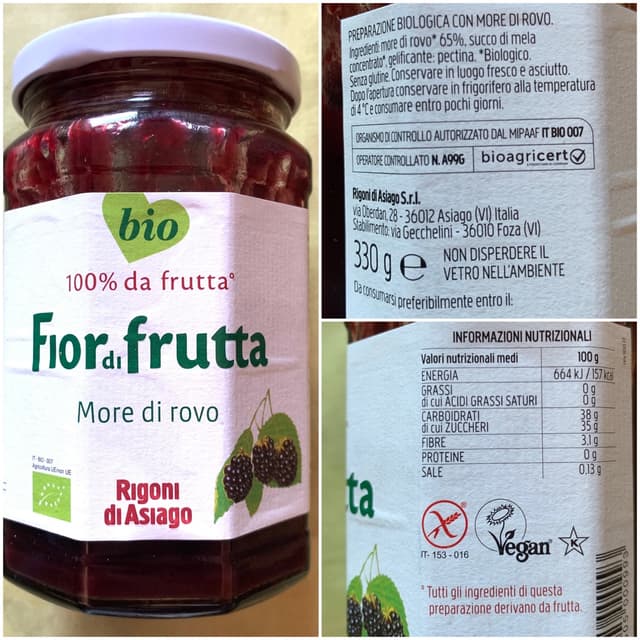 bio
100% da frutta°
Fior di frutta
More di rovo
IT - BIO - 007
Agricoltura UE/non UE
Rigoni
di Asiago
PREPARAZIONE BIOLOGICA CON MORE DI ROVO.
Ingredienti: more di rovo* 65%, succo di mela
concentrato*, gelificante: pectina. *Biologico.
Senza glutine. Conservare in luogo fresco e asciutto.
Dopo l'apertura conservare in frigorifero alla temperatura
di 4°C e consumare entro pochi giorni.
ORGANISMO DI CONTROLLO AUTORIZZATO DAL MIPAAF IT BIO 007
OPERATORE CONTROLLATO N. A99G
bioagricert
Rigoni di Asiago S.r.l.
via Oberdan, 28 - 36012 Asiago (VI) Italia
Stabilimento: via Gecchelini - 36010 Foza (VI)
330 g e
NON DISPERDERE IL
VETRO NELL'AMBIENTE
Da consumarsi preferibilmente entro il:
INFORMAZIONI NUTRIZIONALI
Valori nutrizionali medi 100 g
ENERGIA 664 kJ / 157 kcal
GRASSI 0 g
di cui ACIDI GRASSI SATURI 0 g
CARBOIDRATI 38 g
di cui ZUCCHERI 35 g
FIBRE 3,1 g
PROTEINE 0 g
SALE 0,13 g
tta
IT- 153 - 016
Vegan
K
° Tutti gli ingredienti di questa
preparazione derivano da frutta.